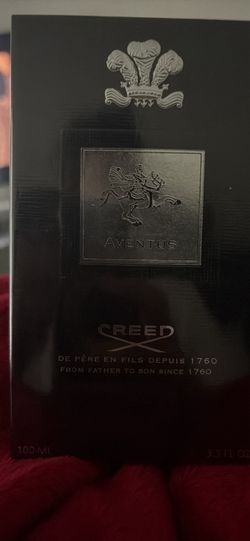 AVENTUS
CREED
DE PÈRE EN FILS DEPUIS 1760
FROM FATHER TO SON SINCE 1760
100 ML 3.3 FL OZ